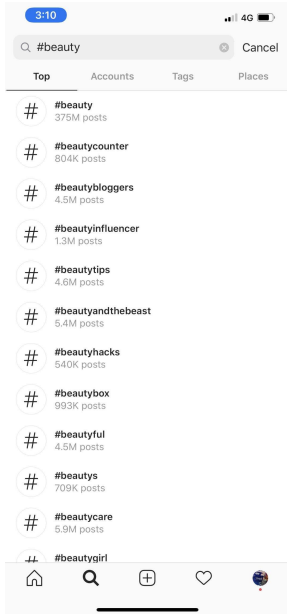 3:10
4G
#beauty
Cancel
Top
Accounts
Tags
Places
#beauty
375M posts
#beautycounter
804K posts
#beautybloggers
4.5M posts
#beautyinfluencer
1.3M posts
#beautytips
4.6M posts
#beautyandthebeast
5.4M posts
#beautyhacks
540K posts
#beautybox
993K posts
#beautyful
4.5M posts
#beautys
709K posts
#beautycare
5.9M posts
#beautygirl